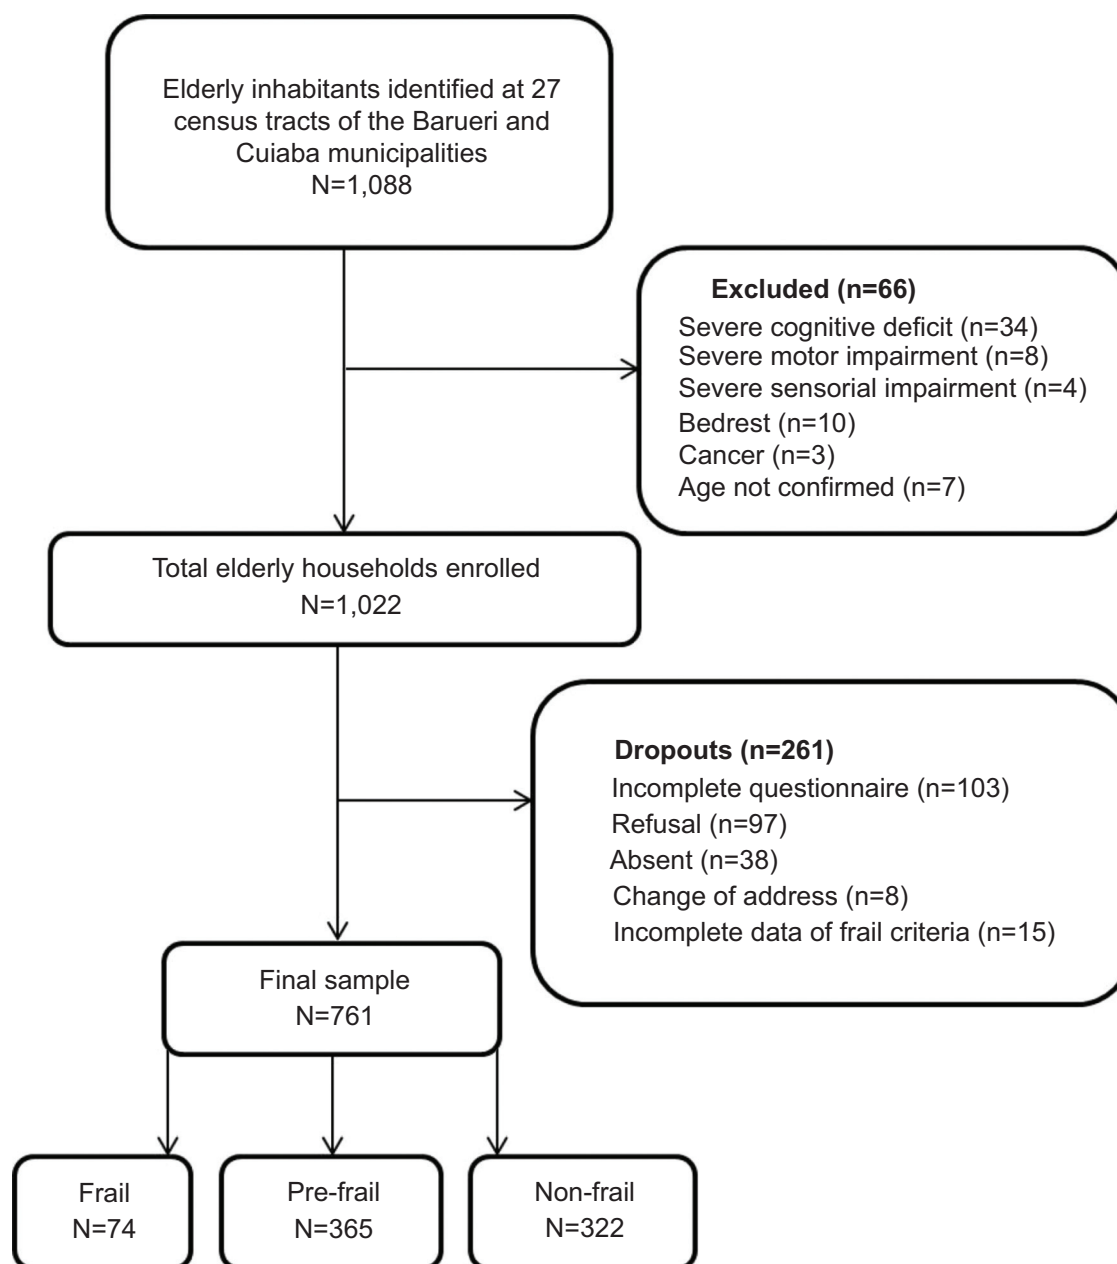 Elderly inhabitants identified at 27
census tracts of the Barueri and
Cuiaba municipalities
N=1,088
Excluded (n=66)
Severe cognitive deficit (n=34)
Severe motor impairment (n=8)
Severe sensorial impairment (n=4)
Bedrest (n=10)
Cancer (n=3)
Age not confirmed (n=7)
Total elderly households enrolled
N=1,022
Dropouts (n=261)
Incomplete questionnaire (n=103)
Refusal (n=97)
Absent (n=38)
Change of address (n=8)
Incomplete data of frail criteria (n=15)
Final sample
N=761
Frail
N=74
Pre-frail
N=365
Non-frail
N=322